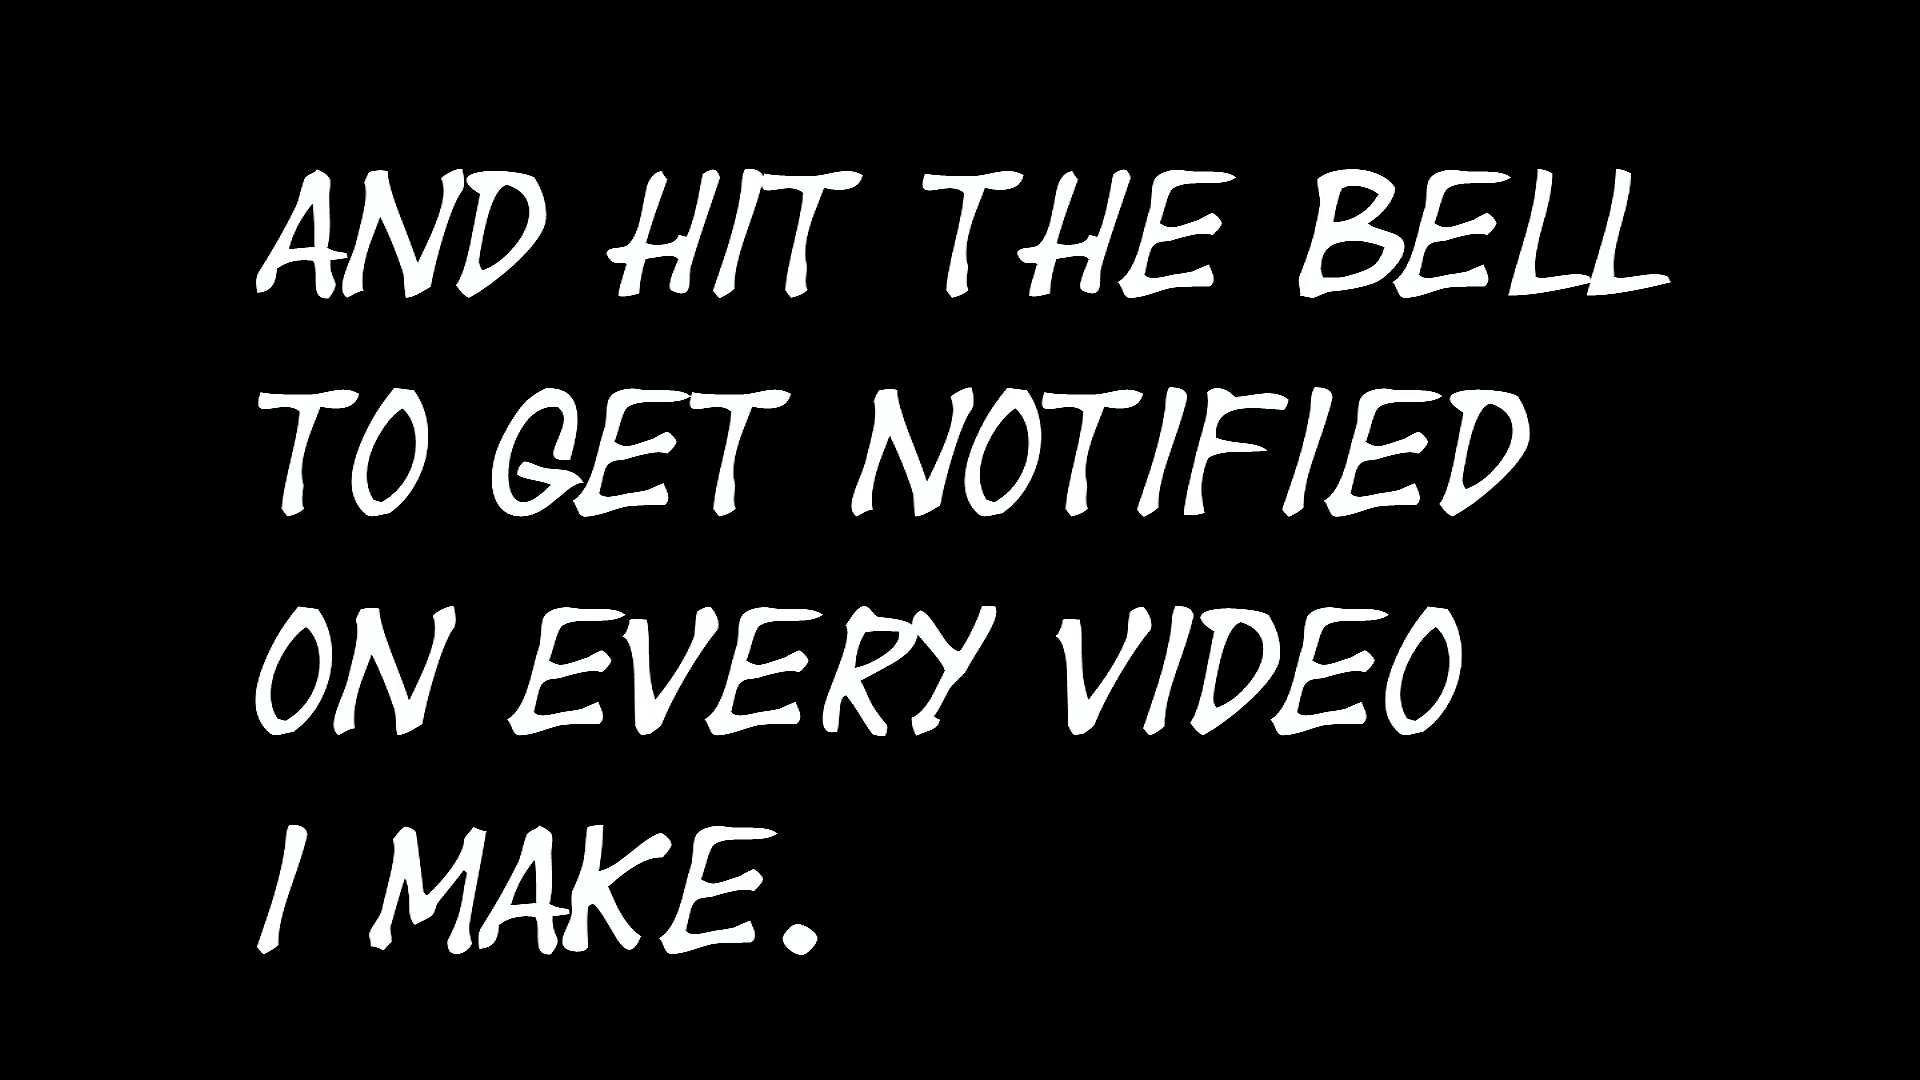 AND HIT THE BELL
TO GET NOTIFIED
ON EVERY VIDEO
I MAKE.